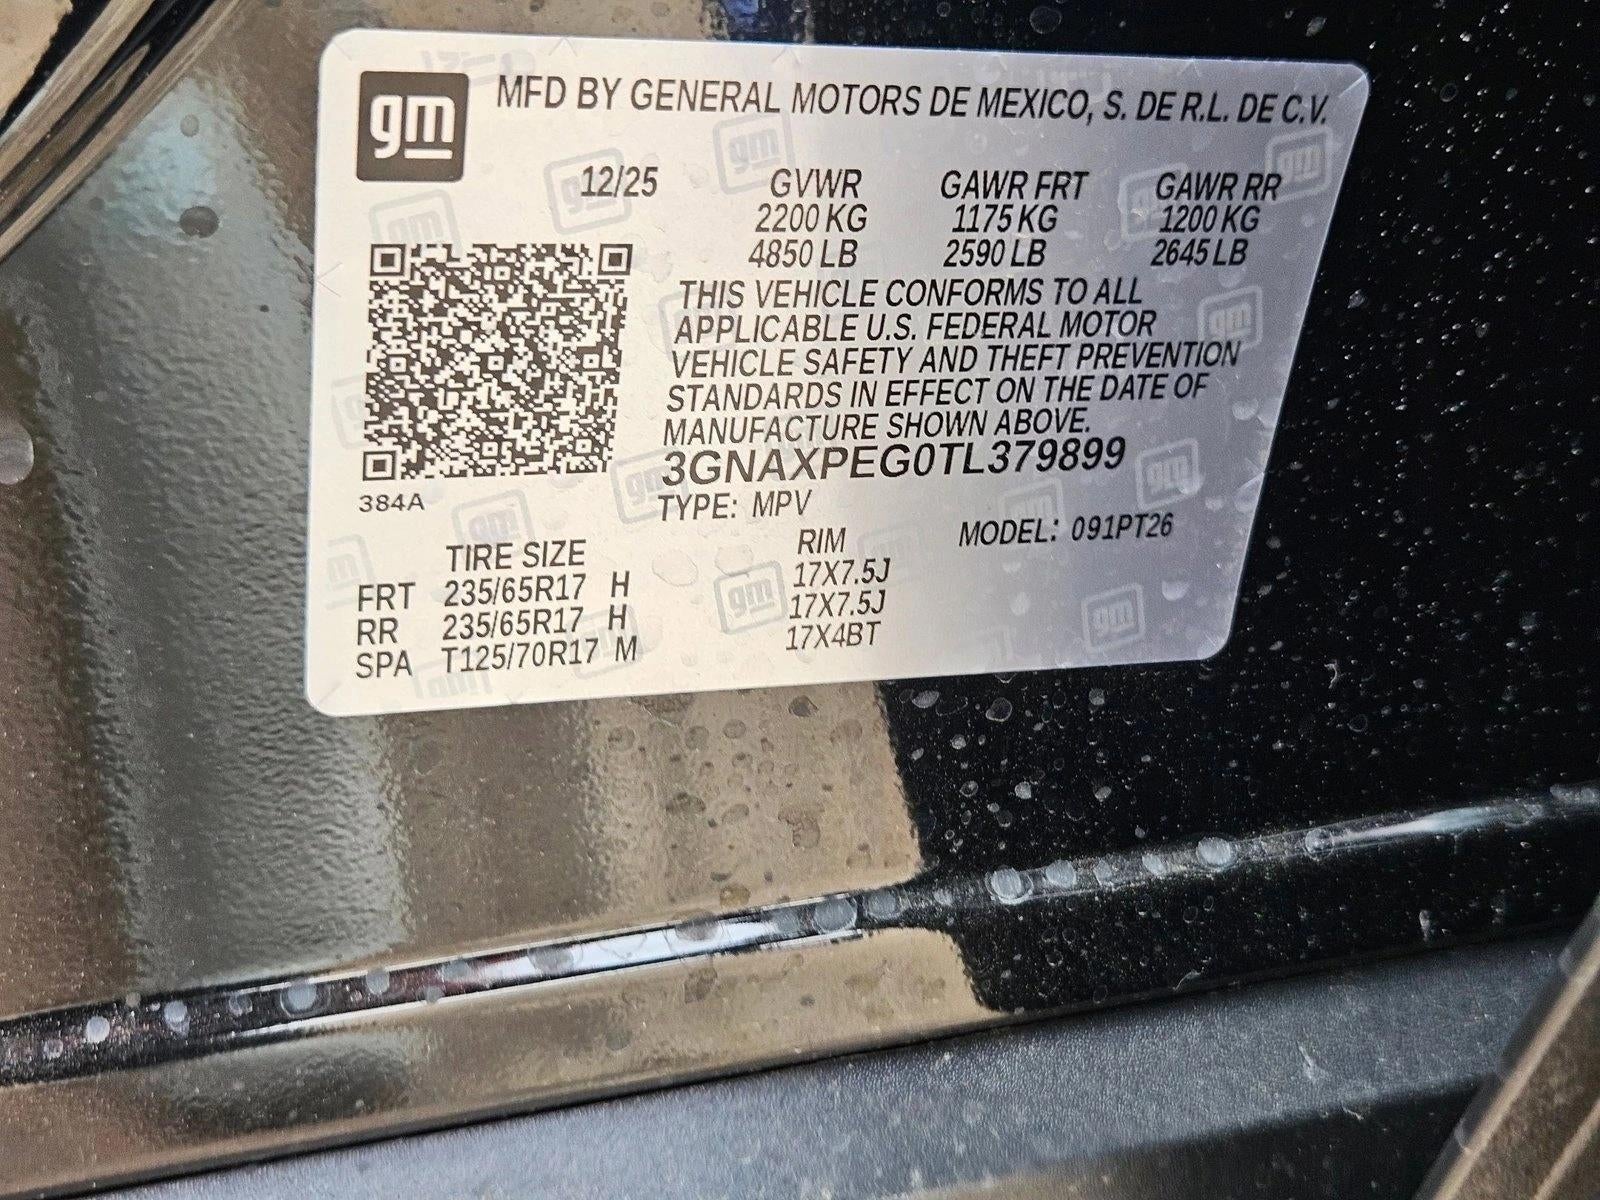 gm MFD BY GENERAL MOTORS DE MEXICO, S. DE R.L. DE C.V.
12/25 GVWR GAWR FRT GAWR RR
2200 KG 1175 KG 1200 KG
4850 LB 2590 LB 2645 LB
THIS VEHICLE CONFORMS TO ALL
APPLICABLE U.S. FEDERAL MOTOR
VEHICLE SAFETY AND THEFT PREVENTION
STANDARDS IN EFFECT ON THE DATE OF
MANUFACTURE SHOWN ABOVE.
3GNAXPEG0TL379899
384A
TYPE: MPV MODEL: 091PT26
TIRE SIZE RIM
FRT 235/65R17 H 17X7.5J
RR 235/65R17 H 17X7.5J
SPA T125/70R17 M 17X4BT